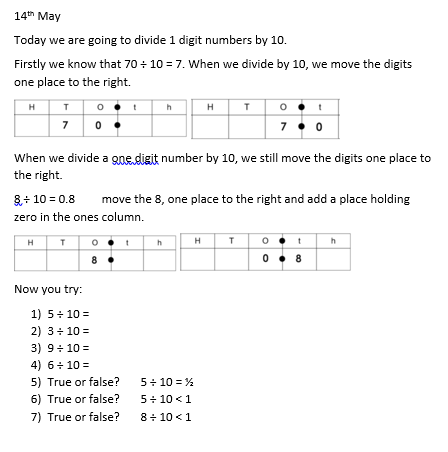 14th May
Today we are going to divide 1 digit numbers by 10.
Firstly we know that 70 ÷ 10 = 7. When we divide by 10, we move the digits
one place to the right.
H T O • t h H T O • t
7 0 • 7 • 0
When we divide a one digit number by 10, we still move the digits one place to
the right.
8 ÷ 10 = 0.8 move the 8, one place to the right and add a place holding
zero in the ones column.
H T O • t h H T O • t h
8 • 0 • 8
Now you try:
1) 5 ÷ 10 =
2) 3 ÷ 10 =
3) 9 ÷ 10 =
4) 6 ÷ 10 =
5) True or false? 5 ÷ 10 = ½
6) True or false? 5 ÷ 10 < 1
7) True or false? 8 ÷ 10 < 1